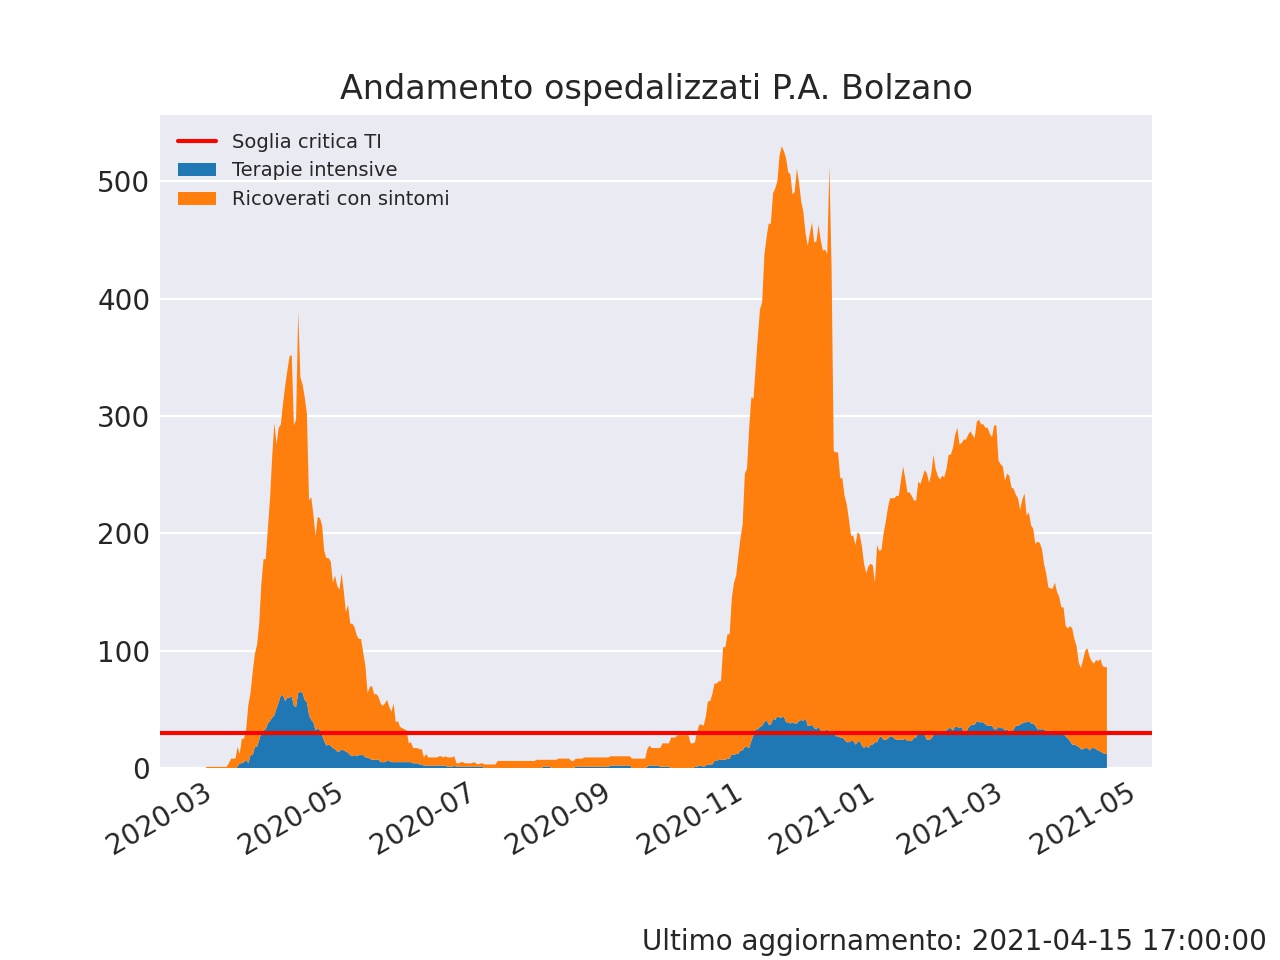 Andamento ospedalizzati P.A. Bolzano
Soglia critica TI
Terapie intensive
Ricoverati con sintomi
500
400
300
200
100
0
2020-03
2020-05
2020-07
2020-09
2020-11
2021-01
2021-03
2021-05
Ultimo aggiornamento: 2021-04-15 17:00:00